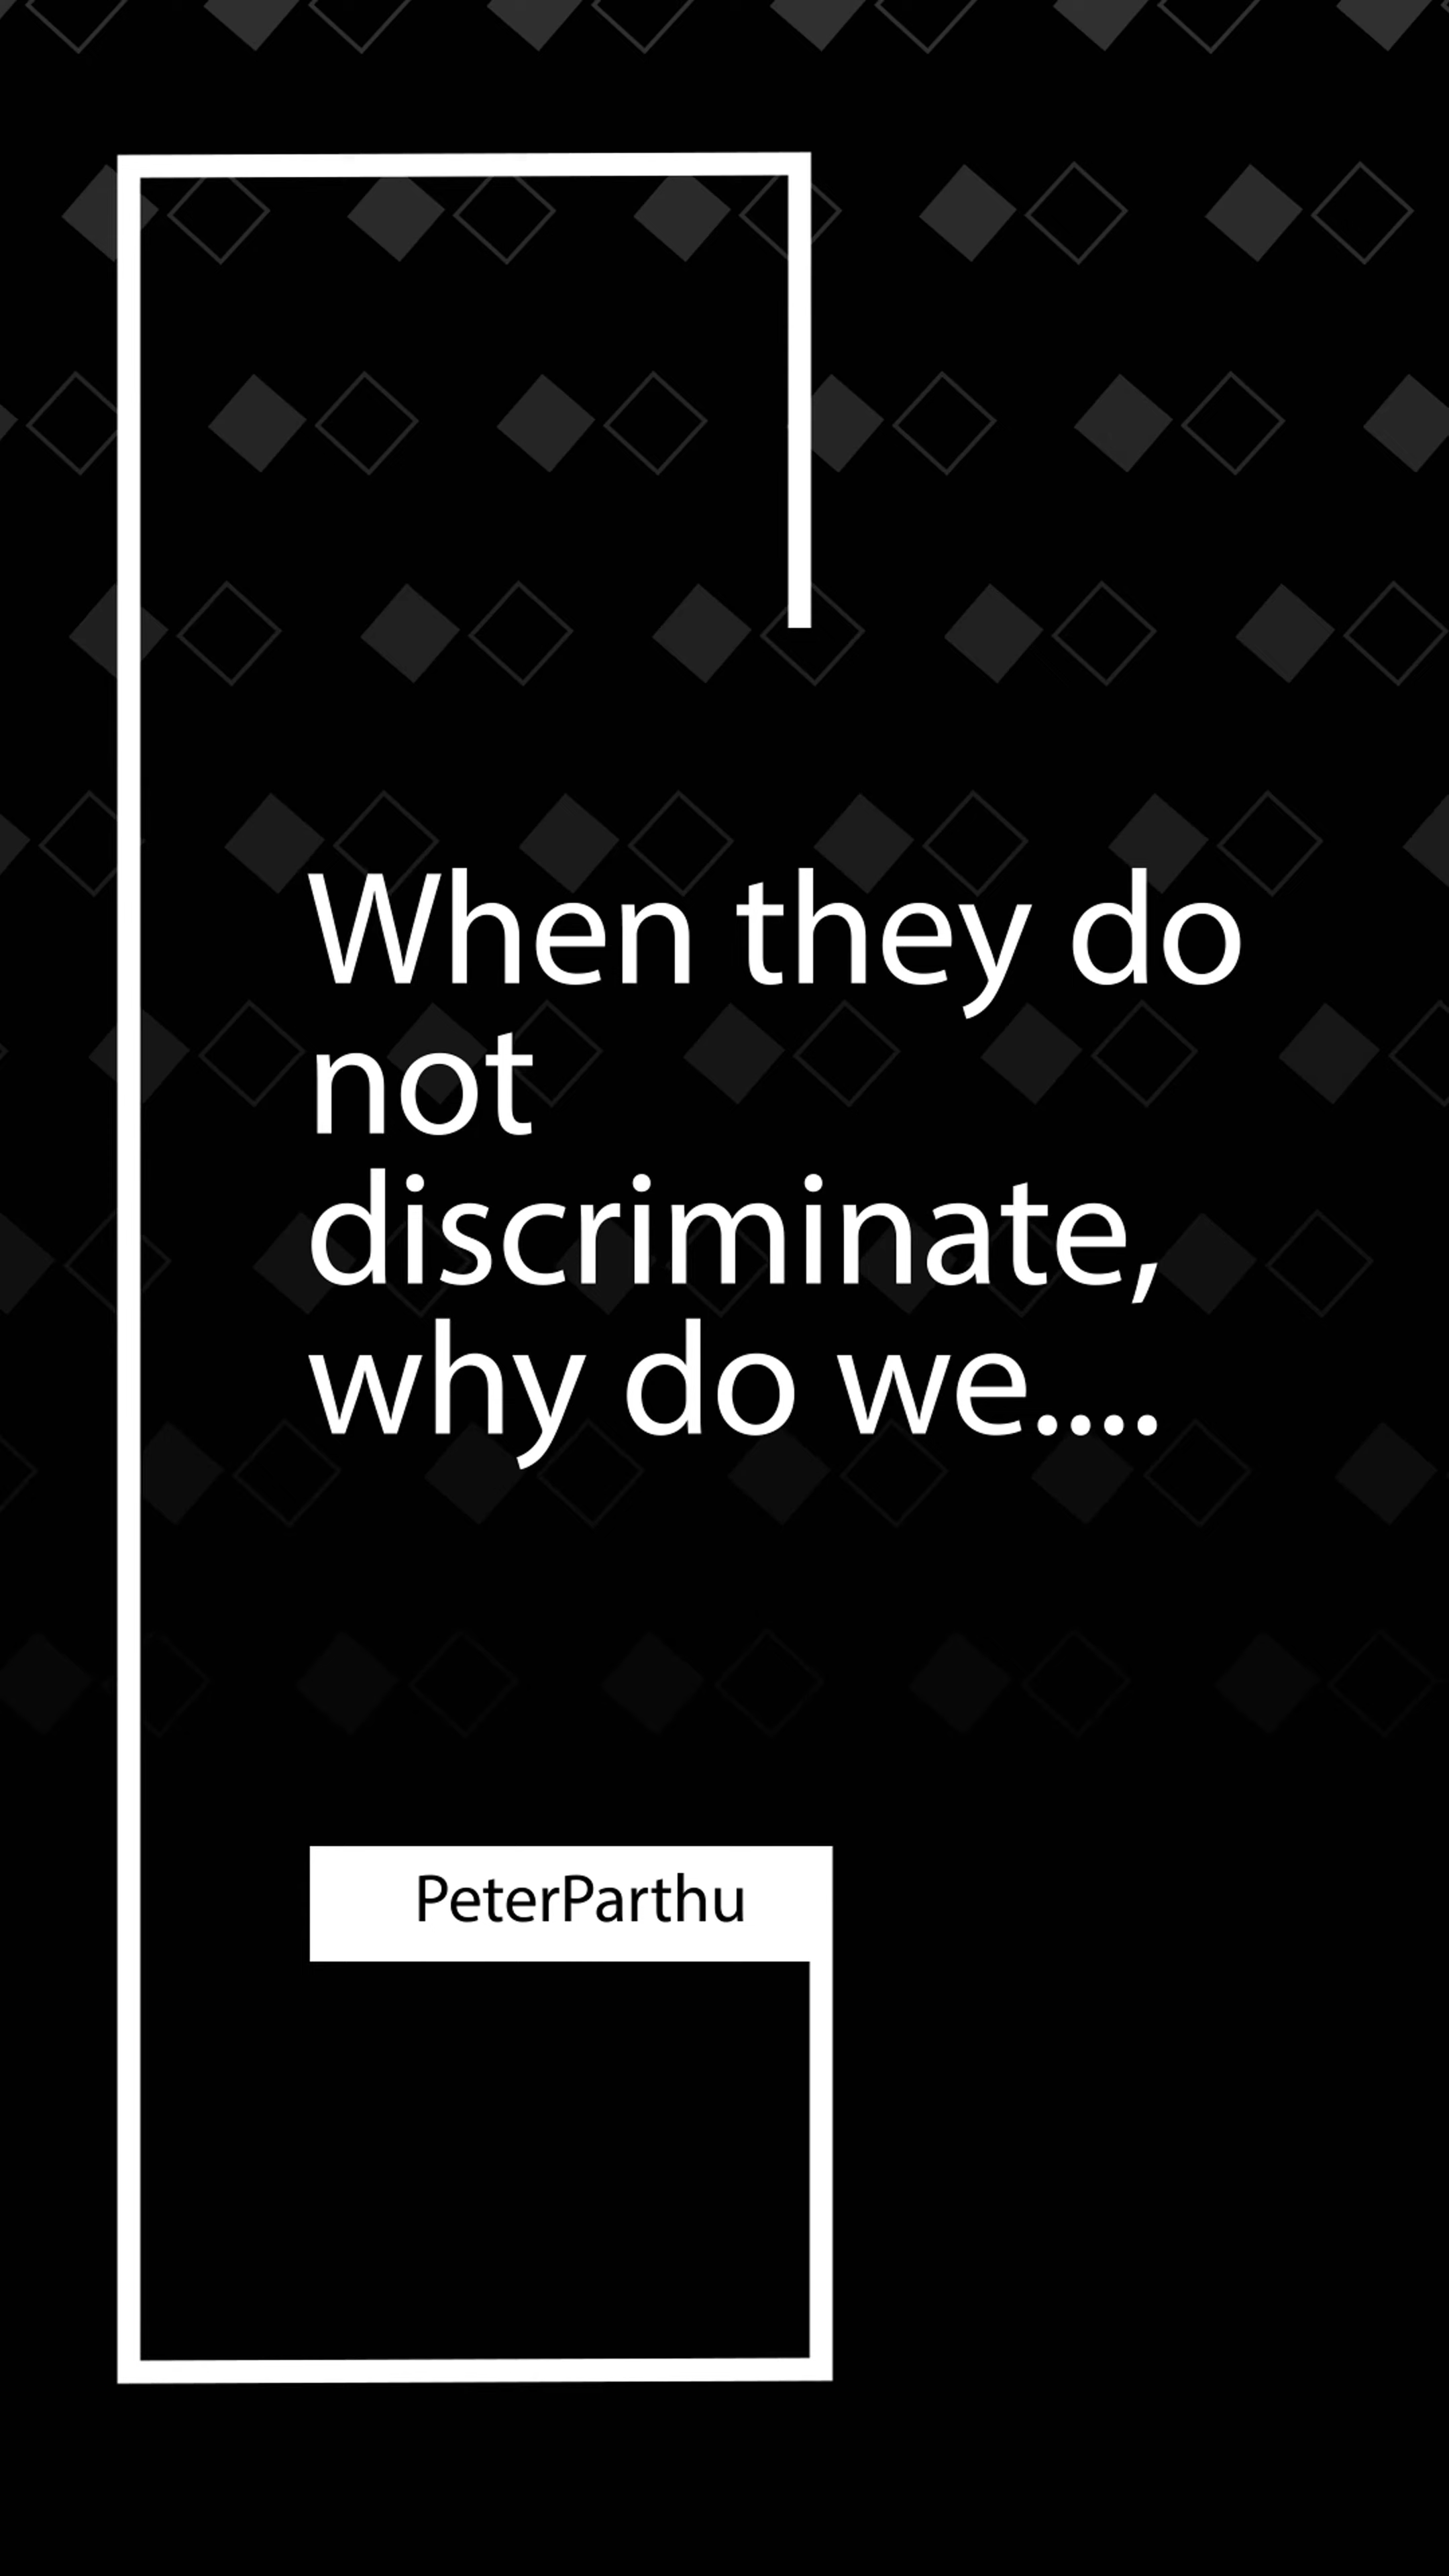 When they do
not
discriminate,
why do we....
PeterParthu